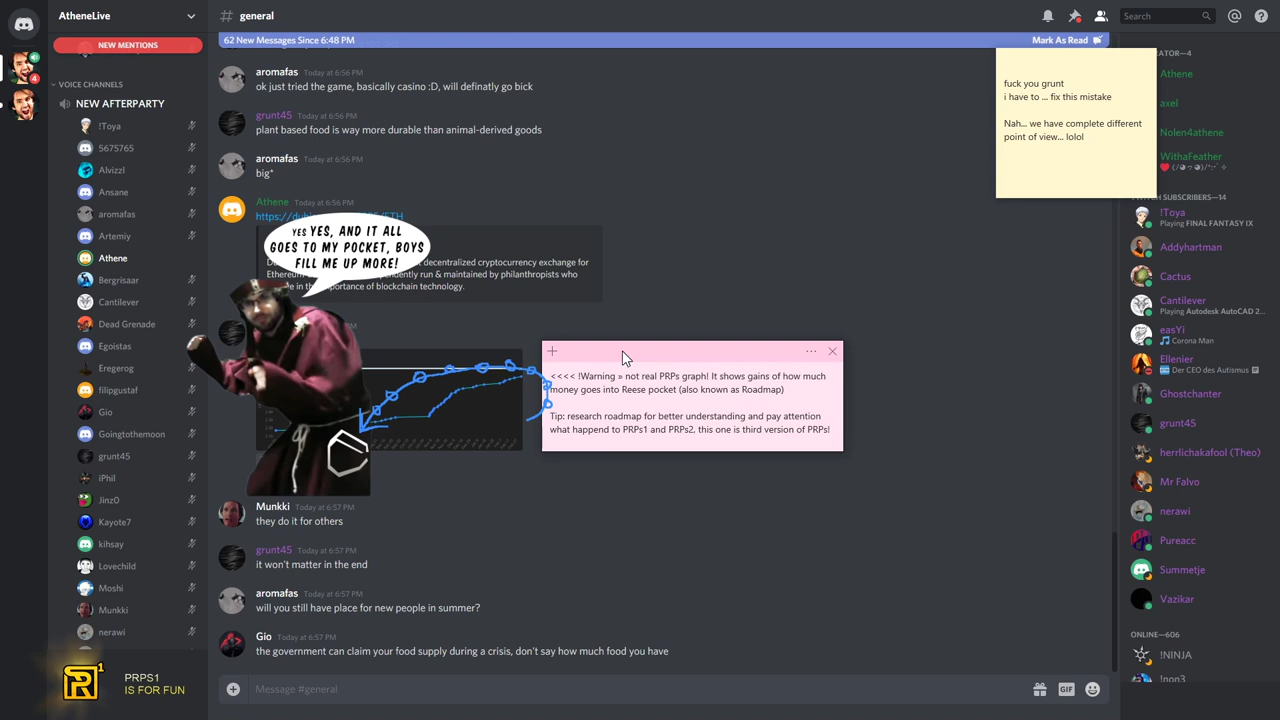 AtheneLive
general
Search
NEW MENTIONS
62 New Messages Since 6:48 PM
Mark As Read
VOICE CHANNELS
NEW AFTERPARTY
!Toya
5675765
Alvizzl
Ansane
aromafas
Artemiy
Athene
Bergrisaar
Cantilever
Dead Grenade
Egoistas
Eregerog
filipgustaf
Gio
Goingtothemoon
grunt45
iPhil
Jinz0
Kayote7
kihsay
Lovechild
Moshi
Munkki
nerawi
PRPS1
IS FOR FUN
aromafas Today at 6:56 PM
ok just tried the game, basically casino :D, will definatly go bick
grunt45 Today at 6:56 PM
plant based food is way more durable than animal-derived goods
aromafas Today at 6:56 PM
big*
Athene Today at 6:56 PM
YES YES, AND IT ALL
GOES TO MY POCKET, BOYS
FILL ME UP MORE!
decentralized cryptocurrency exchange for
run & maintained by philanthropists who
of blockchain technology.
<<<< !Warning » not real PRPs graph! It shows gains of how much
money goes into Reese pocket (also known as Roadmap)
Tip: research roadmap for better understanding and pay attention
what happend to PRPs1 and PRPs2, this one is third version of PRPs!
Munkki Today at 6:57 PM
they do it for others
grunt45 Today at 6:57 PM
it won't matter in the end
aromafas Today at 6:57 PM
will you still have place for new people in summer?
Gio Today at 6:57 PM
the government can claim your food supply during a crisis, don't say how much food you have
Message #general
GIF
fuck you grunt
i have to ... fix this mistake
Nah... we have complete different
point of view... lolol
Athene
axel
Nolen4athene
WithaFeather
TWITCH SUBSCRIBERS—14
!Toya
Playing FINAL FANTASY IX
Addyhartman
Cactus
Cantilever
Playing Autodesk AutoCAD 2...
easYi
Corona Man
Ellenier
Der CEO des Autismus
Ghostchanter
grunt45
herrlichakafool (Theo)
Mr Falvo
nerawi
Pureacc
Summetje
Vazikar
ONLINE—606
!NINJA
!non3